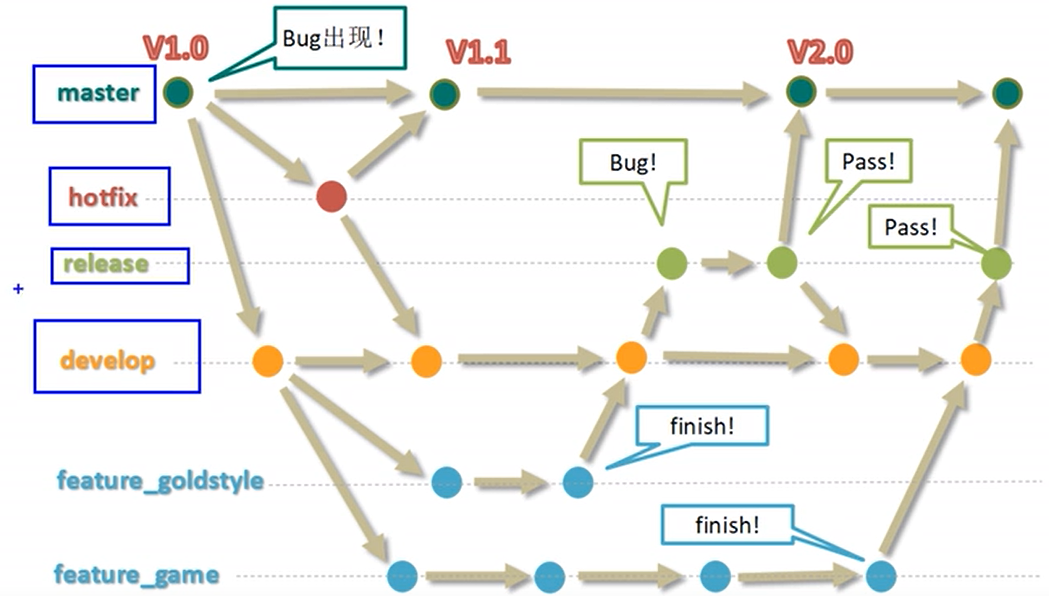 V1.0
Bug出现！
V1.1
V2.0
master
Bug!
Pass!
hotfix
Pass!
release
+
develop
finish!
feature_goldstyle
finish!
feature_game